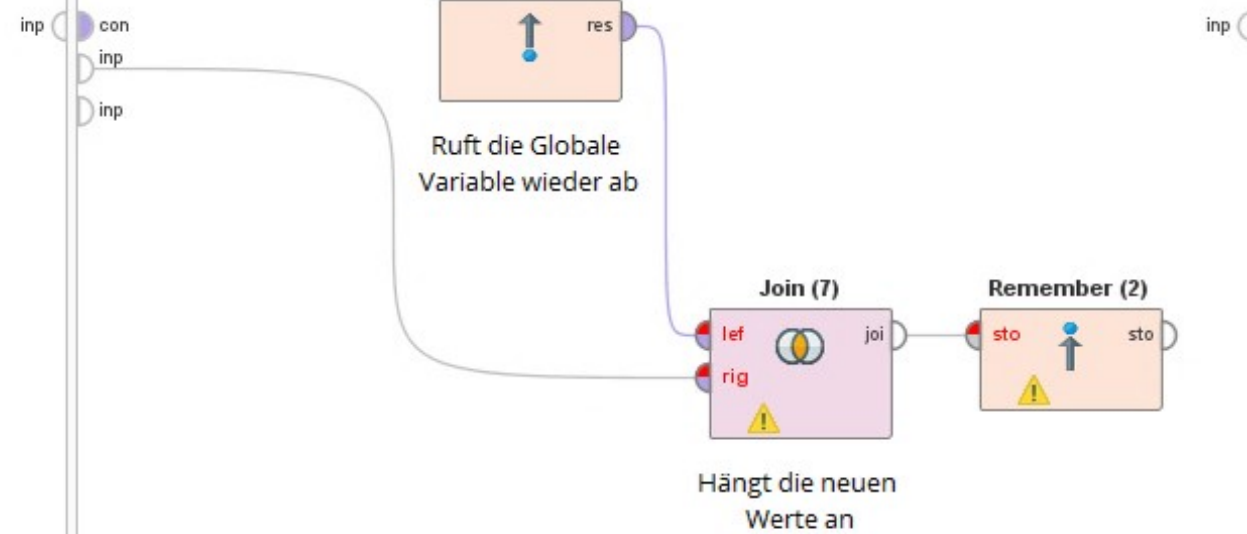 inp
con
inp
inp
res
inp
Ruft die Globale
Variable wieder ab
Join (7)
lef
joi
rig
Remember (2)
sto
sto
Hängt die neuen
Werte an